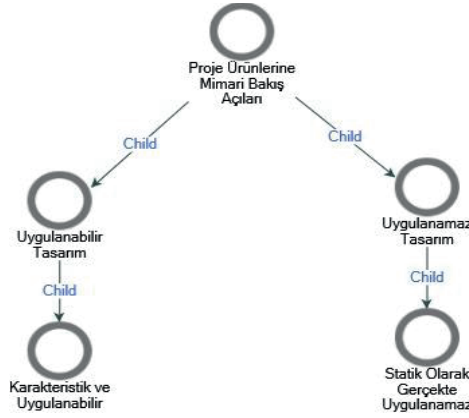 Proje Ürünlerine
Mimari Bakış
Açıları
Child
Child
Uygulanabilir
Tasarım
Uygulanamaz
Tasarım
Child
Child
Karakteristik ve
Uygulanabilir
Statik Olarak
Gerçekte
Uygulanamaz